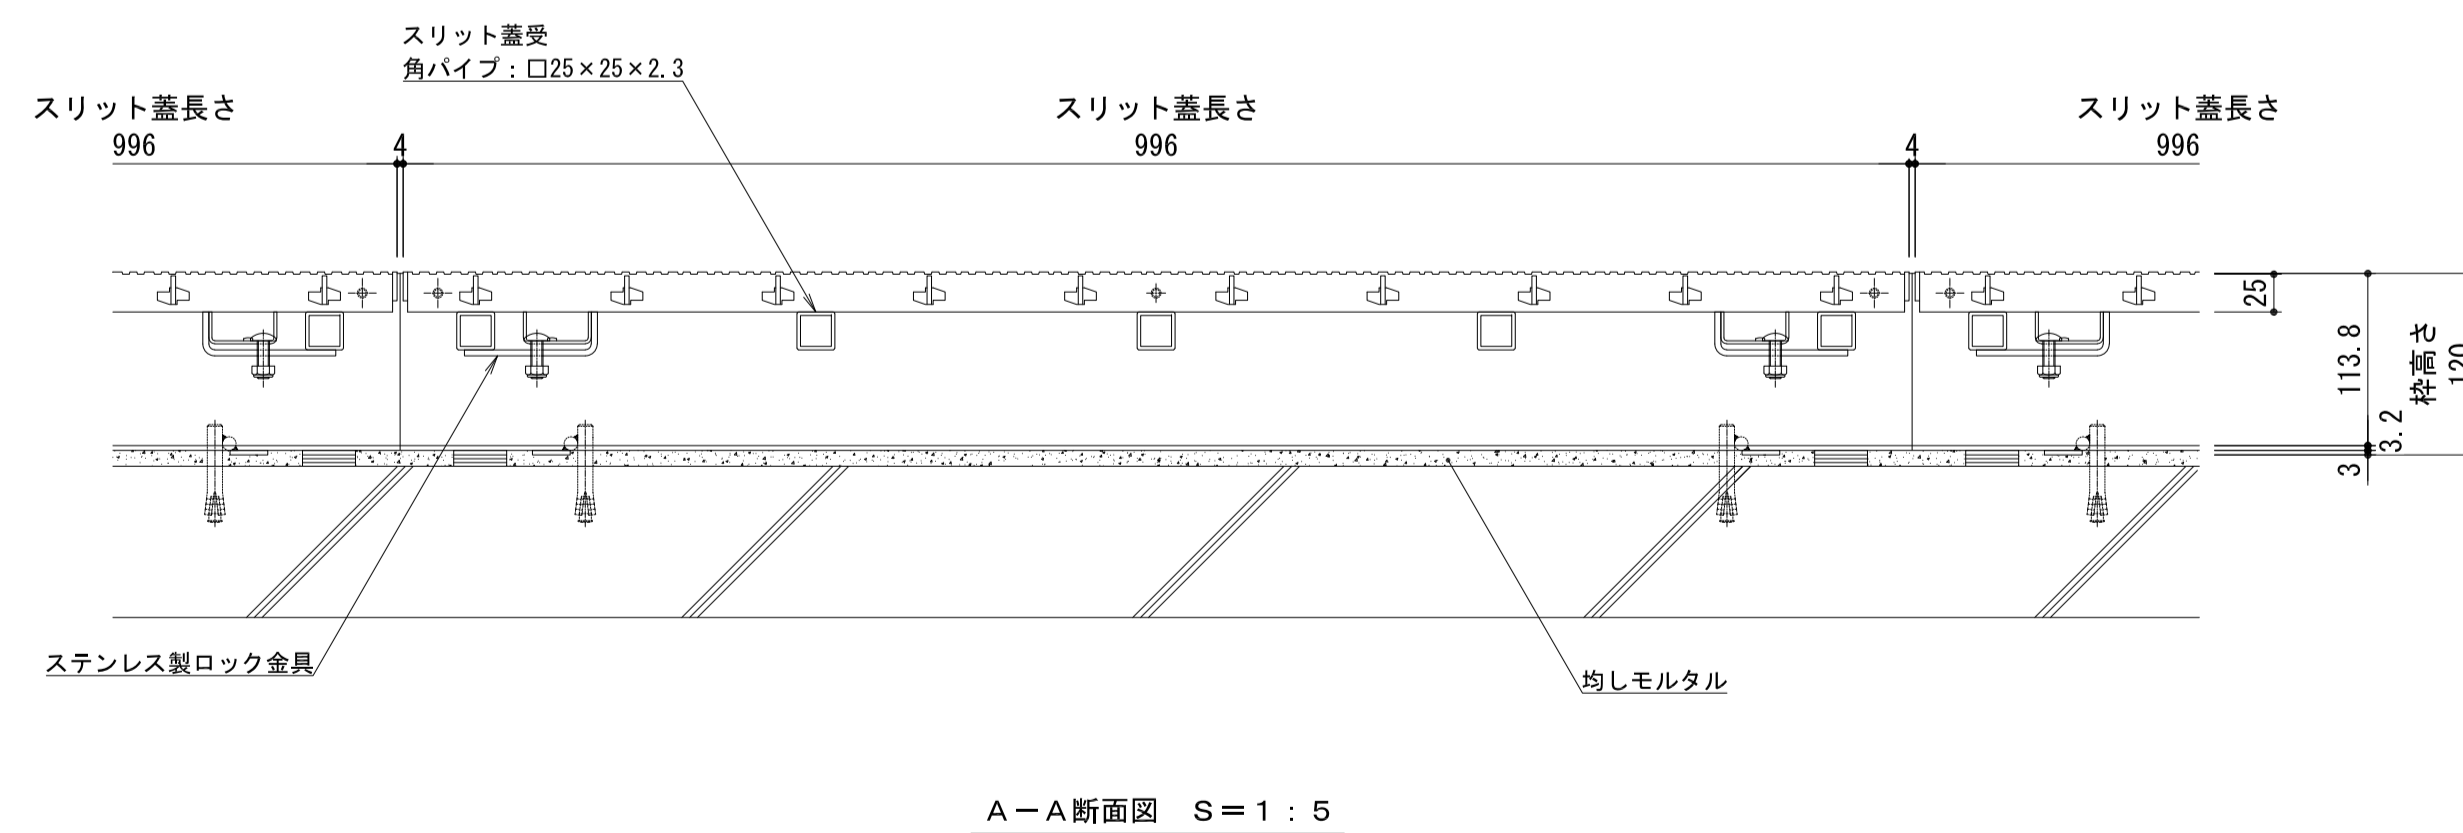 スリット蓋受
角パイプ：□25×25×2.3
スリット蓋長さ
996
4
スリット蓋長さ
996
4
スリット蓋長さ
996
25
113.8
3.2
3
枠高さ
120
ステンレス製ロック金具
均しモルタル
A－A断面図　S＝1：5